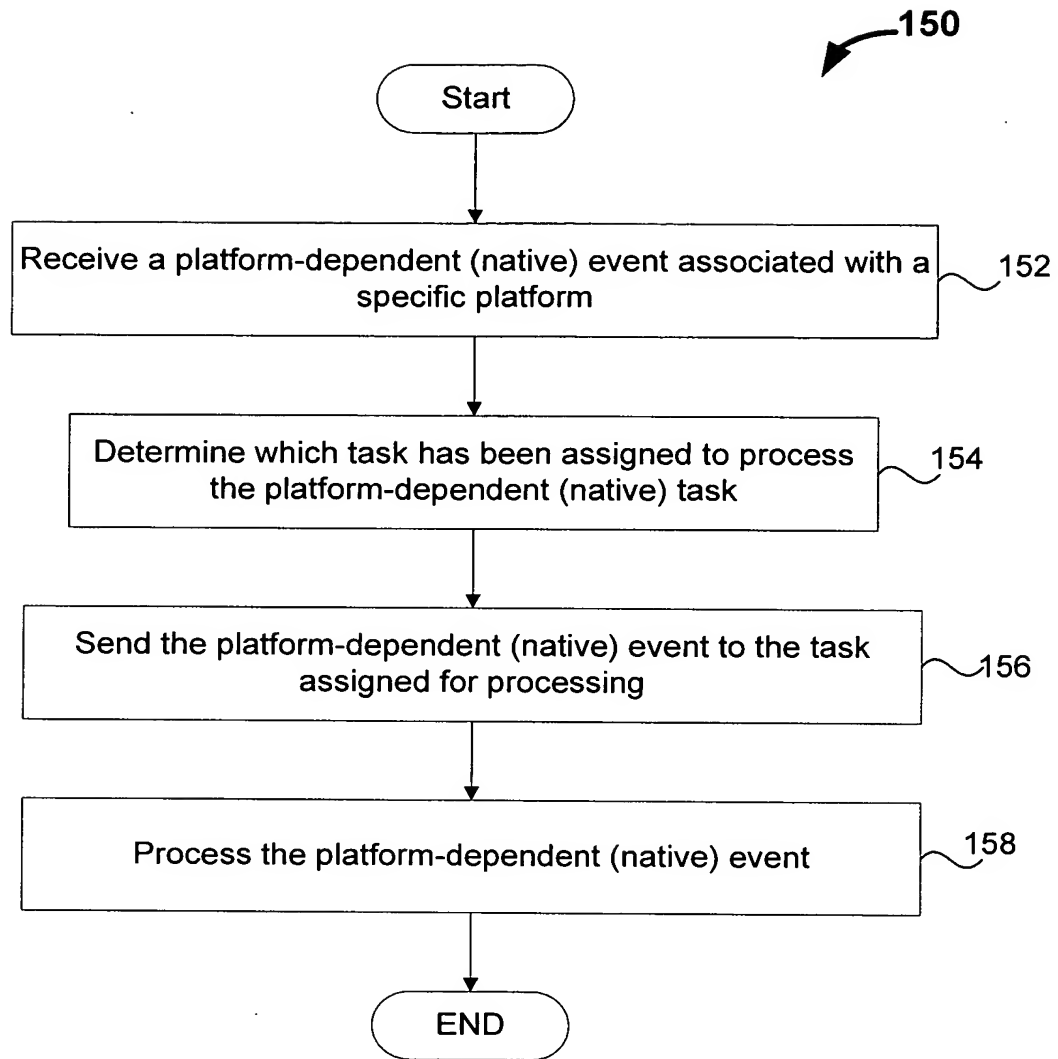 150
Start
Receive a platform-dependent (native) event associated with a
specific platform
152
Determine which task has been assigned to process
the platform-dependent (native) task
154
Send the platform-dependent (native) event to the task
assigned for processing
156
Process the platform-dependent (native) event
158
END